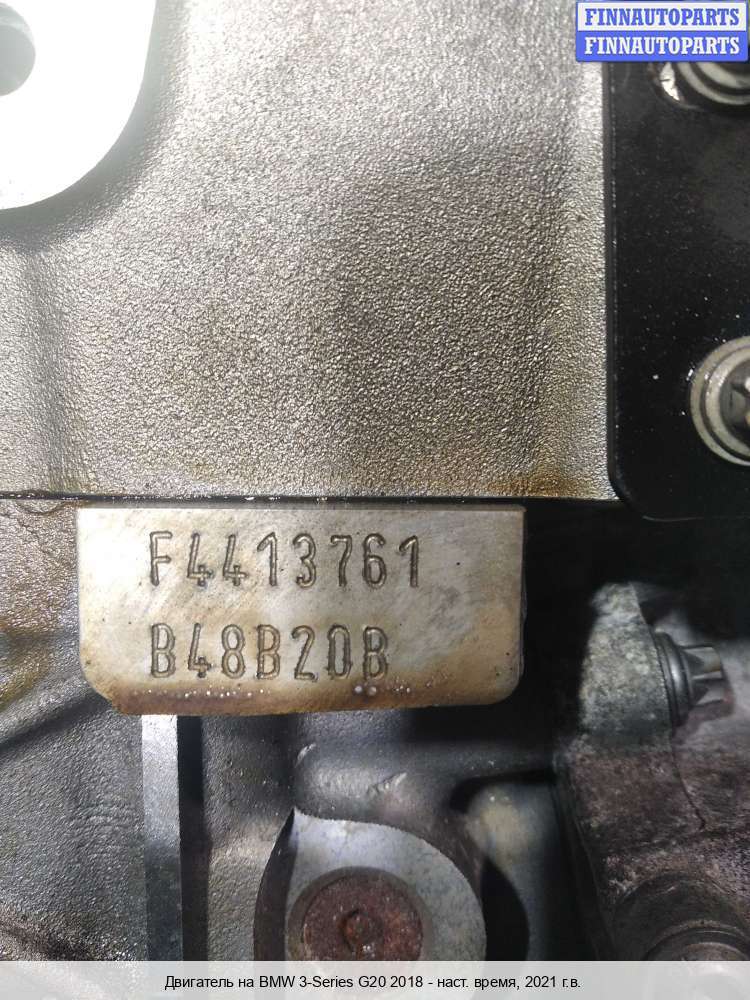 FINNAUTOPARTS
FINNAUTOPARTS
F4413761
B48B20B
Двигатель на BMW 3-Series G20 2018 - наст. время, 2021 г.в.